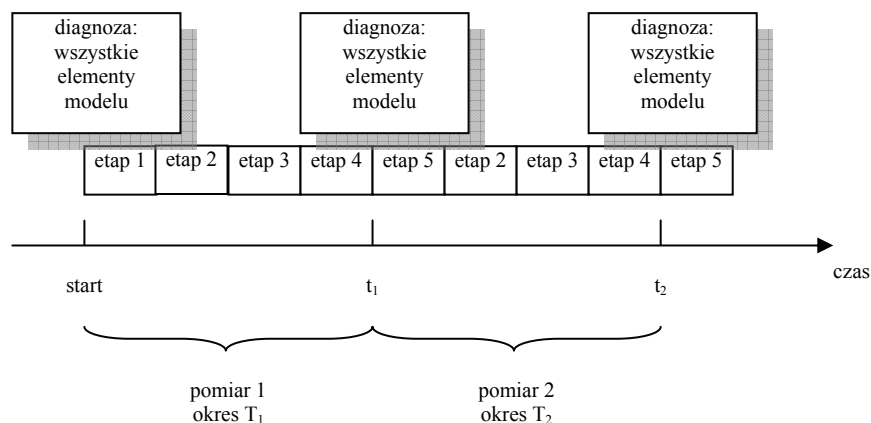 diagnoza:
wszystkie
elementy
modelu
diagnoza:
wszystkie
elementy
modelu
diagnoza:
wszystkie
elementy
modelu
etap 1 etap 2 etap 3 etap 4 etap 5 etap 2 etap 3 etap 4 etap 5
start t₁ t₂ czas
pomiar 1
okres T₁
pomiar 2
okres T₂